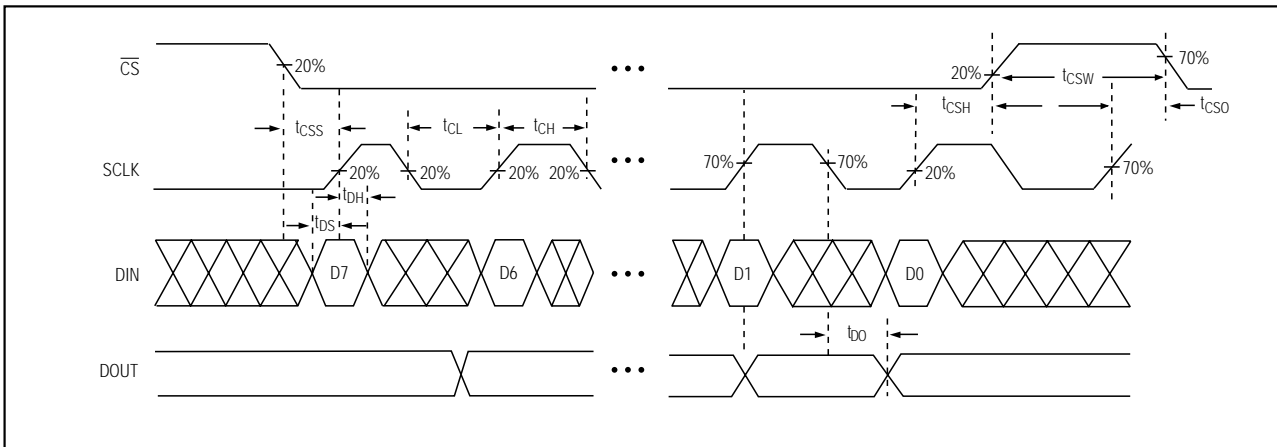 CS
20%
• • •
20%
tCSW
70%
tCSS
tCL
tCH
tCSH
tCSO
SCLK
20%
20%
20%
20%
• • •
70%
70%
20%
70%
tDH
tDS
DIN
D7
D6
• • •
D1
D0
tDO
DOUT
• • •